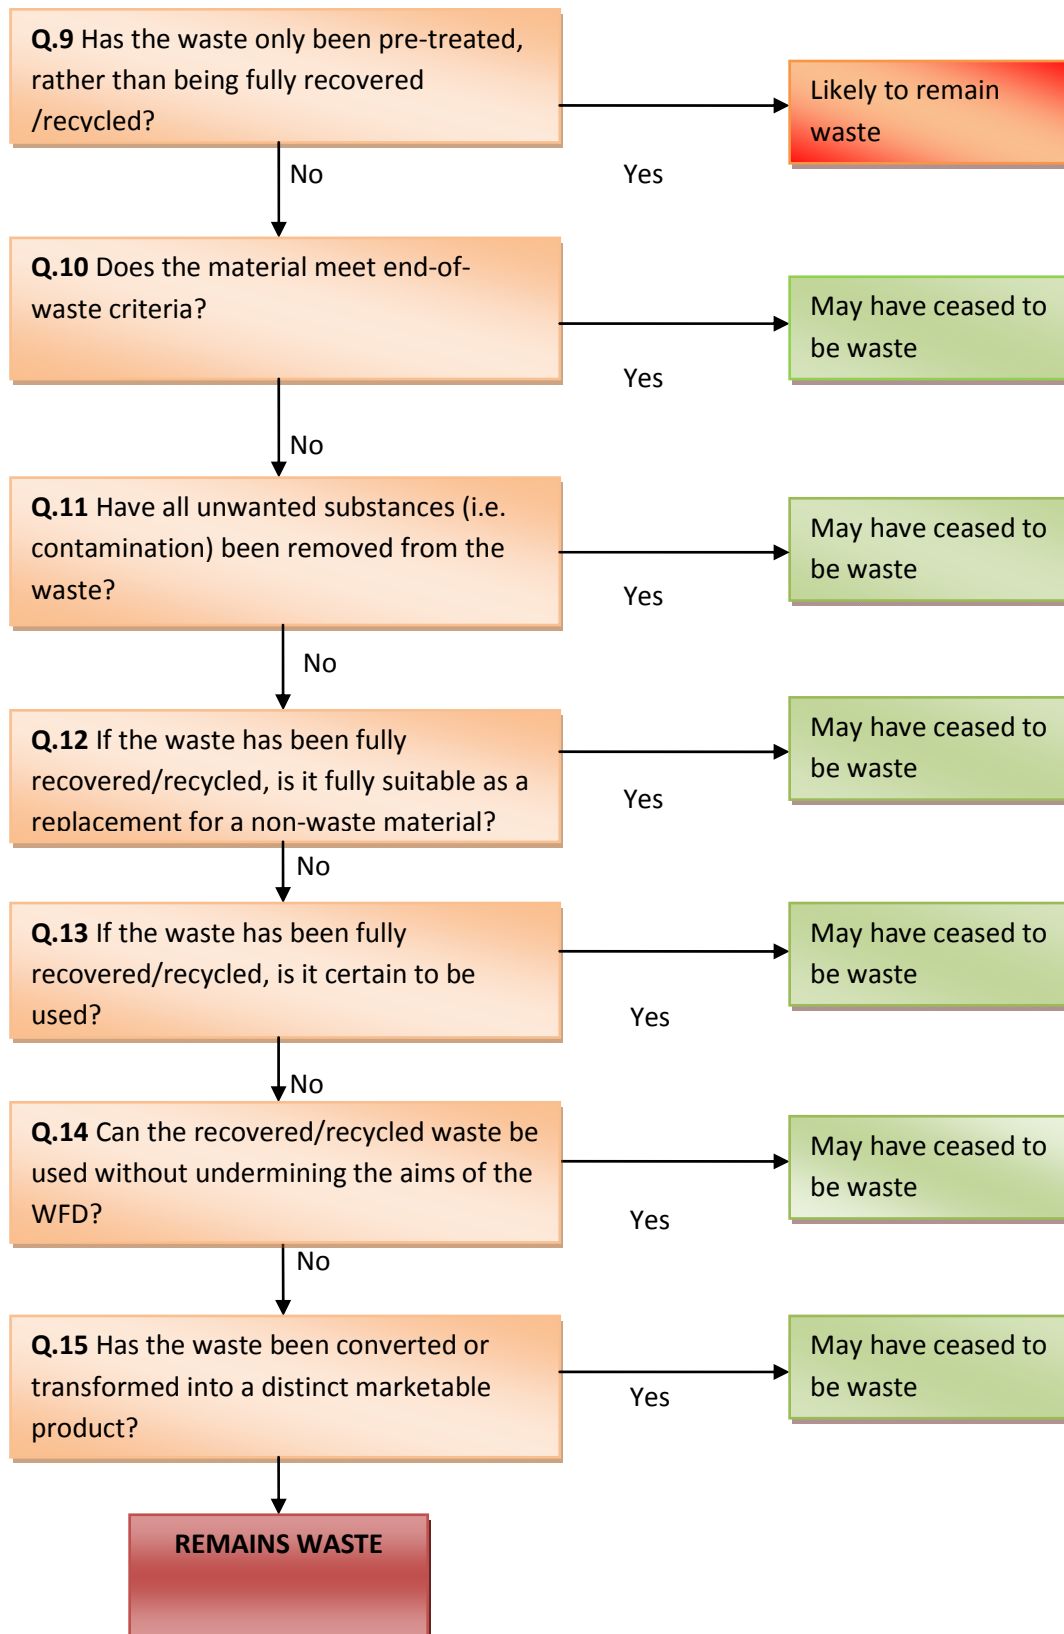 Q.9 Has the waste only been pre-treated,
rather than being fully recovered
/recycled?
Likely to remain
waste
No
Yes
Q.10 Does the material meet end-of-
waste criteria?
May have ceased to
be waste
Yes
No
Q.11 Have all unwanted substances (i.e.
contamination) been removed from the
waste?
May have ceased to
be waste
Yes
No
Q.12 If the waste has been fully
recovered/recycled, is it fully suitable as a
replacement for a non-waste material?
May have ceased to
be waste
Yes
No
Q.13 If the waste has been fully
recovered/recycled, is it certain to be
used?
May have ceased to
be waste
Yes
No
Q.14 Can the recovered/recycled waste be
used without undermining the aims of the
WFD?
May have ceased to
be waste
Yes
No
Q.15 Has the waste been converted or
transformed into a distinct marketable
product?
May have ceased to
be waste
Yes
REMAINS WASTE